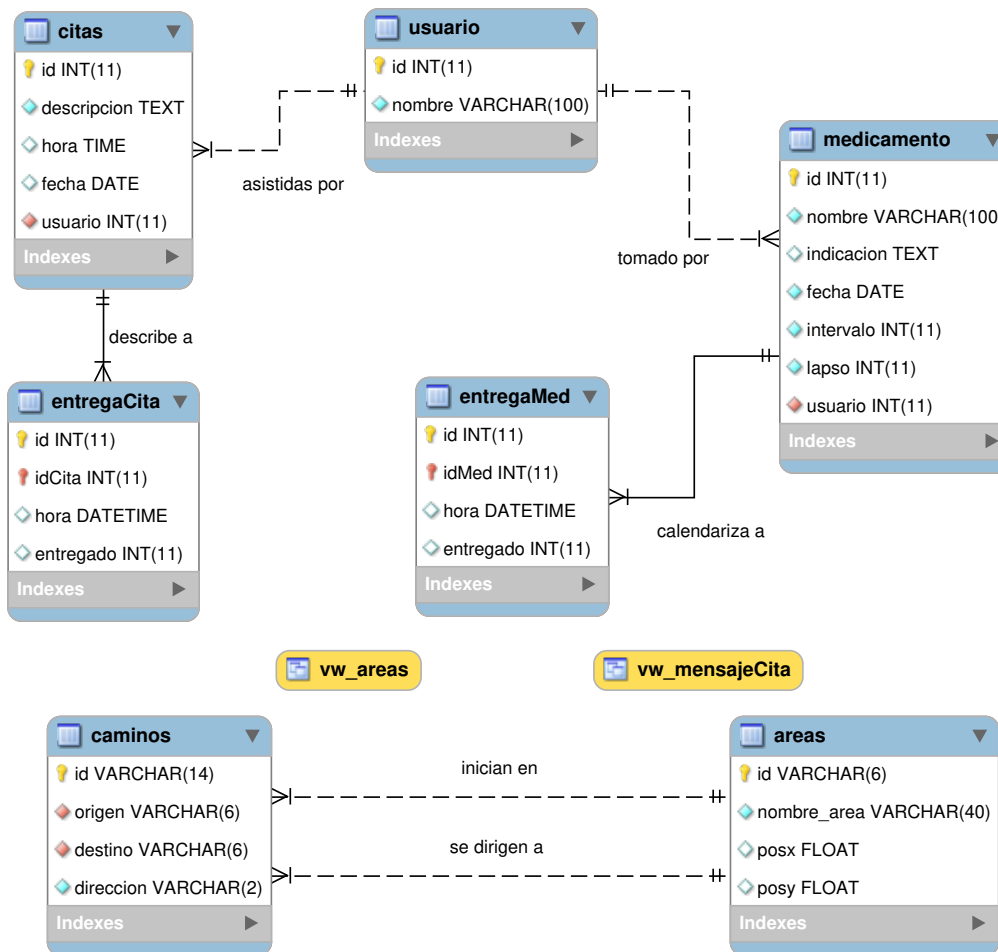 citas
id INT(11)
descripcion TEXT
hora TIME
fecha DATE
usuario INT(11)
Indexes
usuario
id INT(11)
nombre VARCHAR(100)
Indexes
asistidas por
medicamento
id INT(11)
nombre VARCHAR(100
indicacion TEXT
fecha DATE
intervalo INT(11)
lapso INT(11)
usuario INT(11)
Indexes
tomado por
describe a
entregaCita
id INT(11)
idCita INT(11)
hora DATETIME
entregado INT(11)
Indexes
entregaMed
id INT(11)
idMed INT(11)
hora DATETIME
entregado INT(11)
Indexes
calendariza a
vw_areas
vw_mensajeCita
caminos
id VARCHAR(14)
origen VARCHAR(6)
destino VARCHAR(6)
direccion VARCHAR(2)
Indexes
inician en
se dirigen a
areas
id VARCHAR(6)
nombre_area VARCHAR(40)
posx FLOAT
posy FLOAT
Indexes